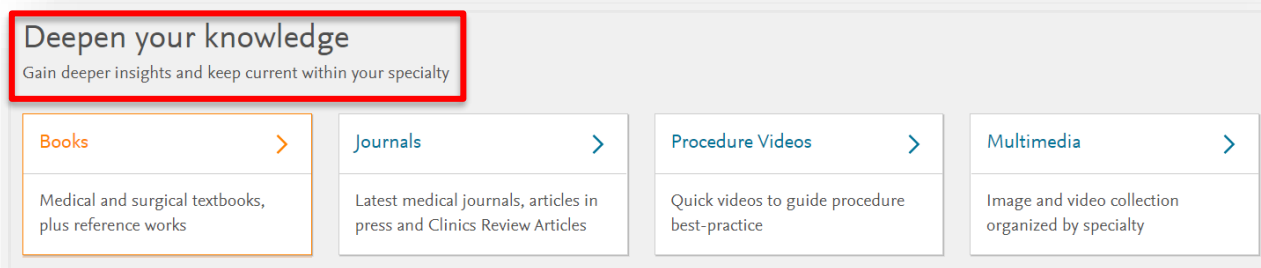 Deepen your knowledge
Gain deeper insights and keep current within your specialty
Books
Medical and surgical textbooks,
plus reference works
Journals
Latest medical journals, articles in
press and Clinics Review Articles
Procedure Videos
Quick videos to guide procedure
best-practice
Multimedia
Image and video collection
organized by specialty